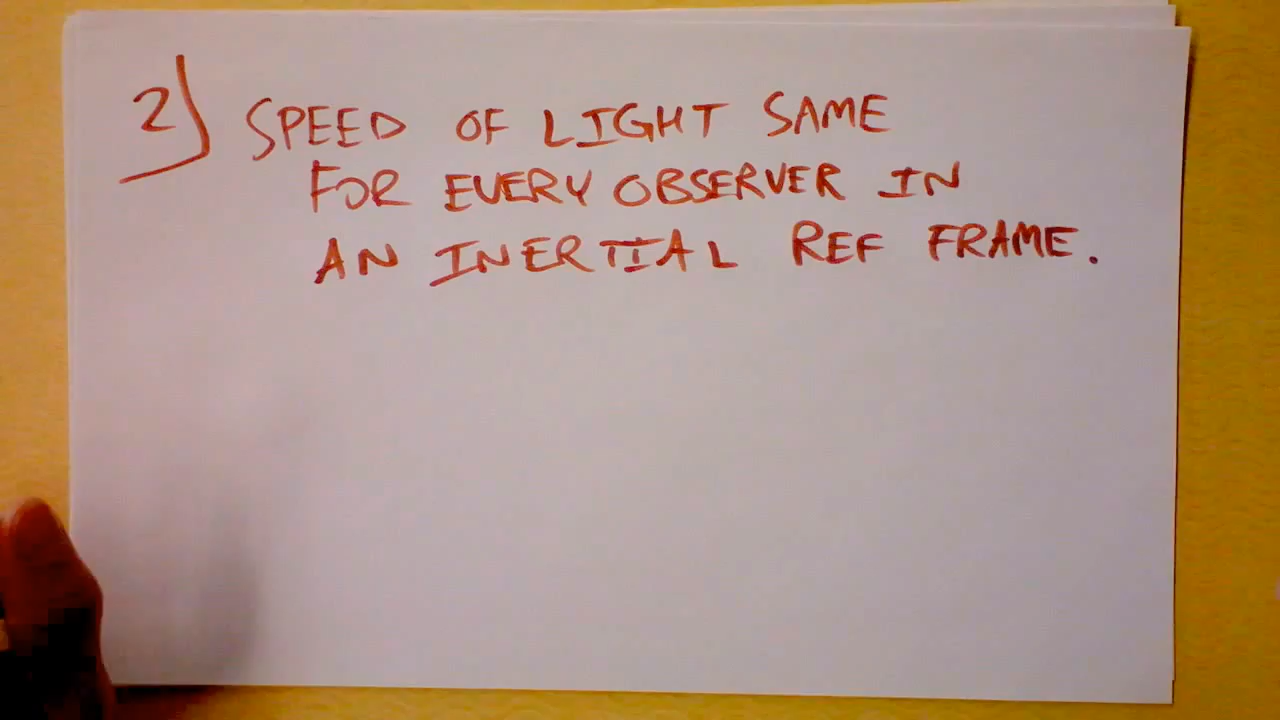 2) SPEED OF LIGHT SAME
FOR EVERY OBSERVER IN
AN INERTIAL REF FRAME.